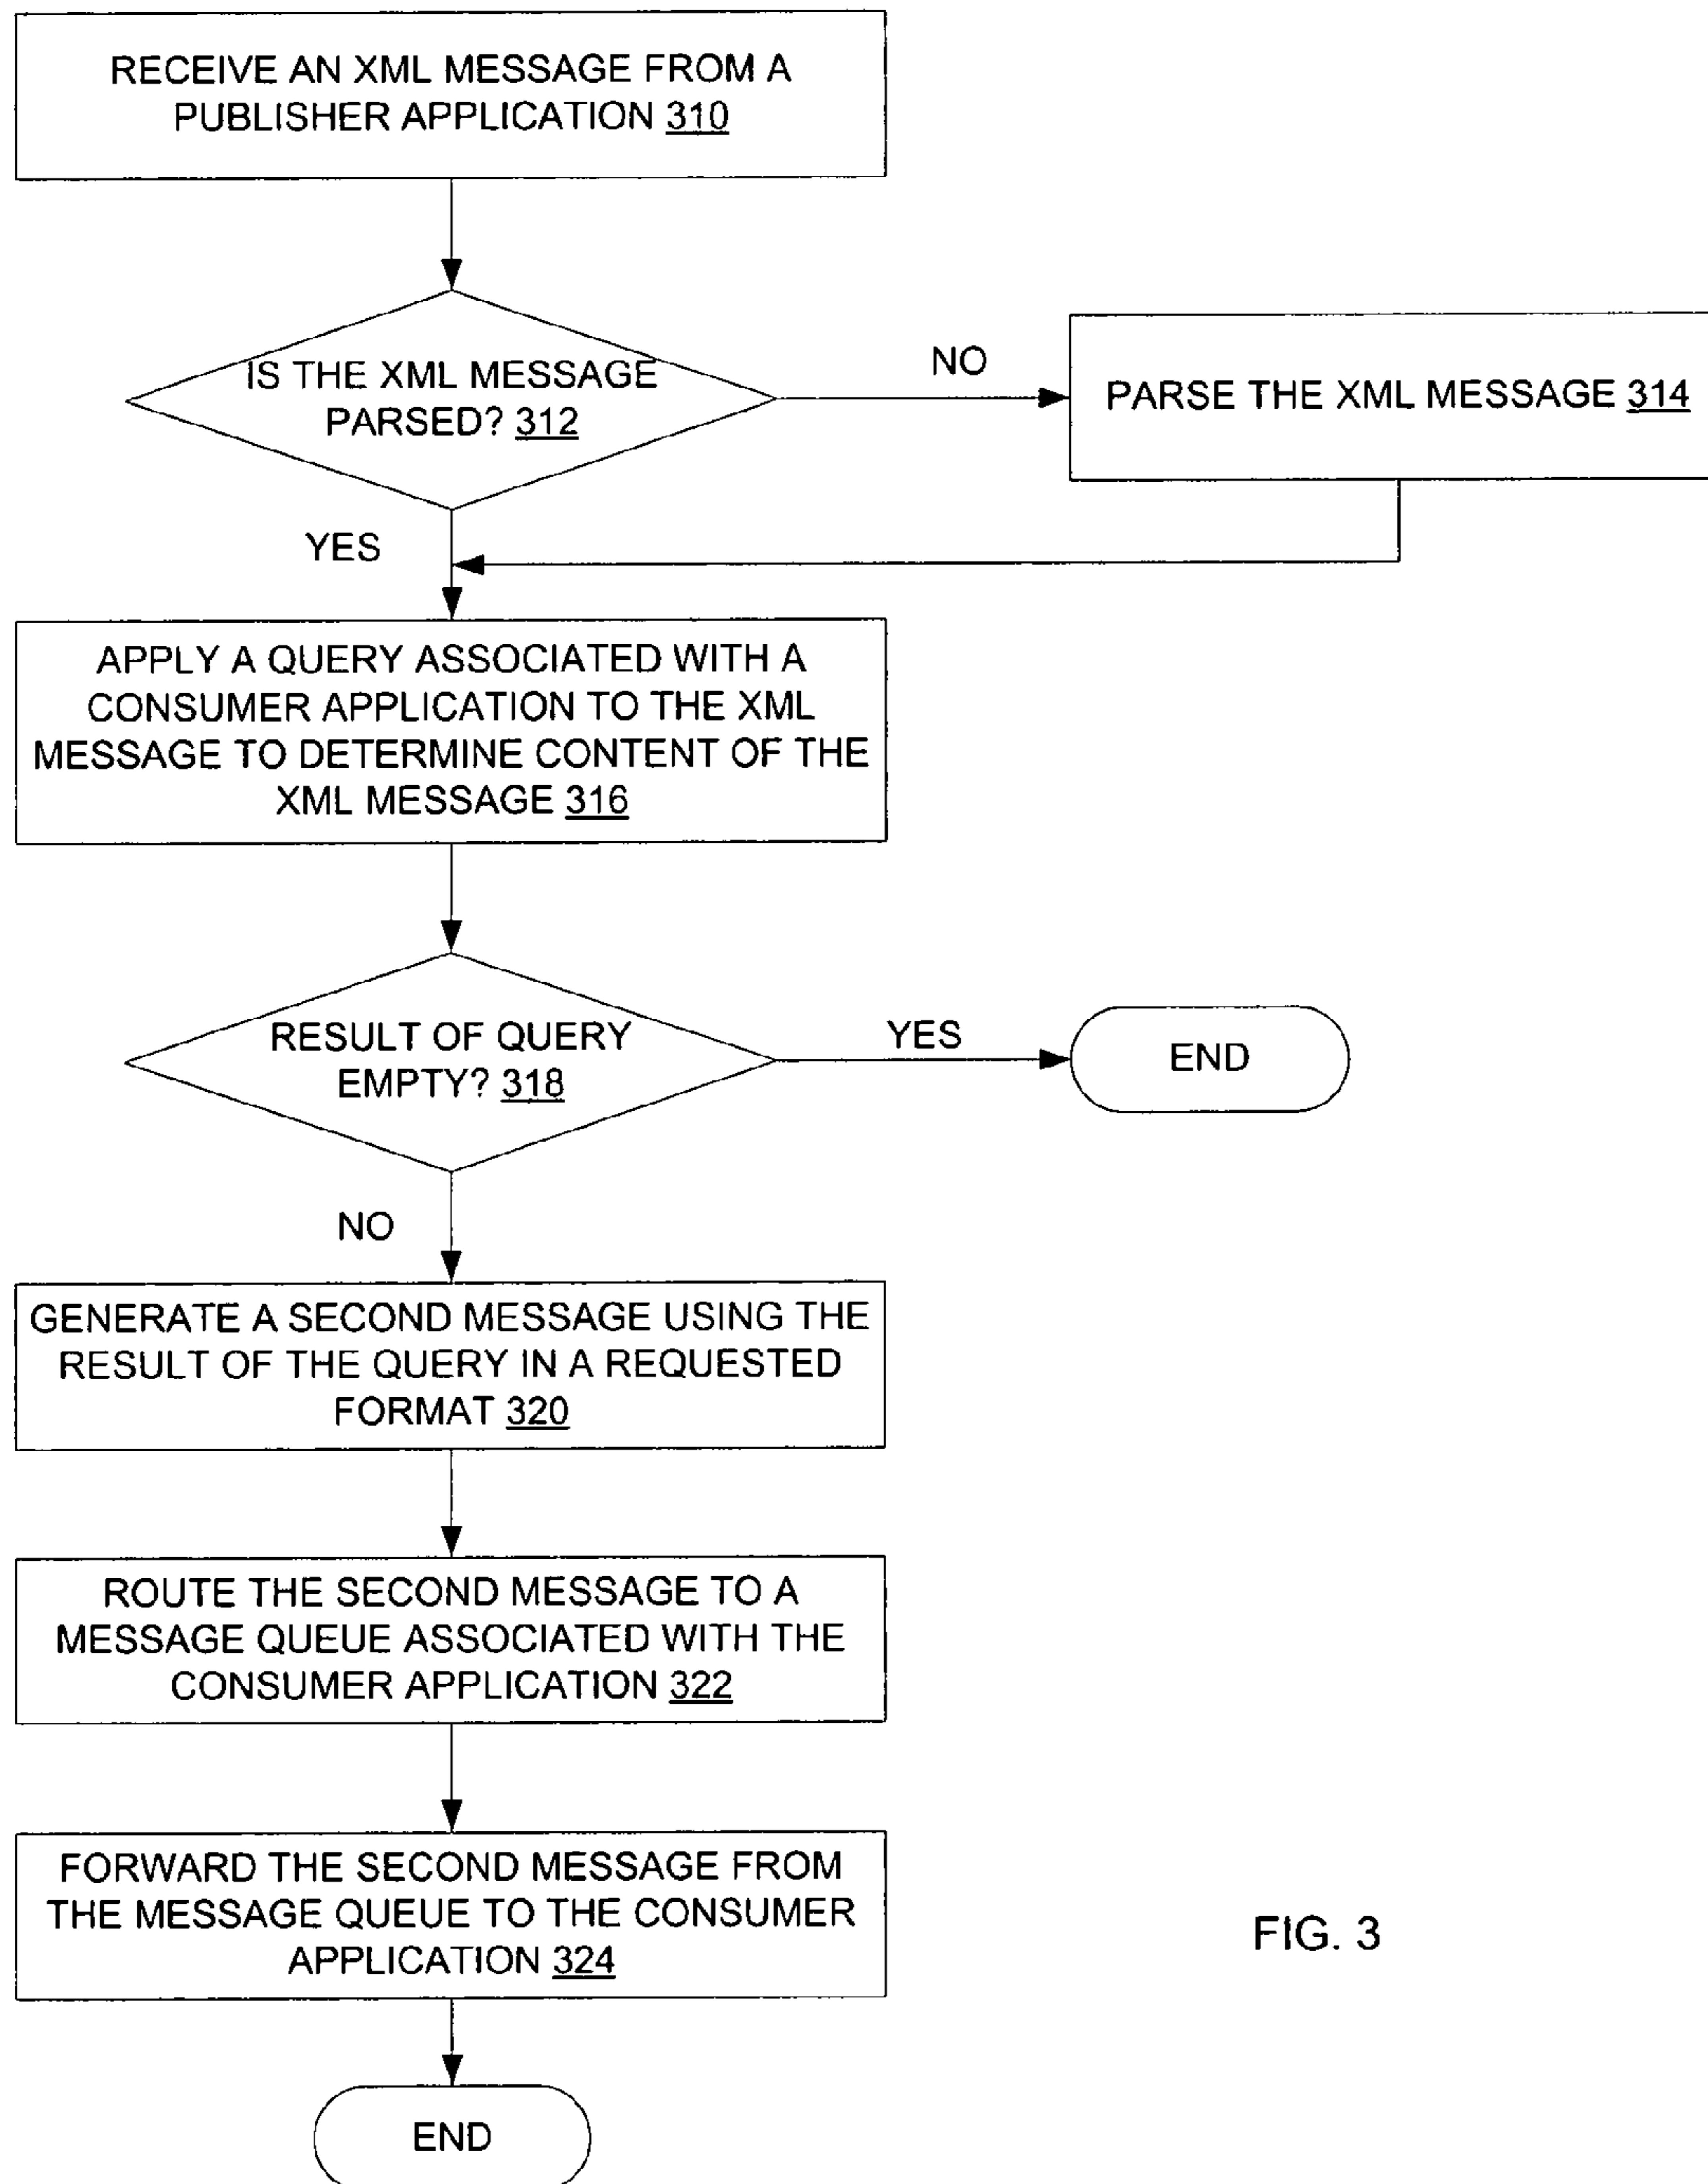 RECEIVE AN XML MESSAGE FROM A
PUBLISHER APPLICATION 310
IS THE XML MESSAGE
PARSED? 312
NO
PARSE THE XML MESSAGE 314
YES
APPLY A QUERY ASSOCIATED WITH A
CONSUMER APPLICATION TO THE XML
MESSAGE TO DETERMINE CONTENT OF THE
XML MESSAGE 316
RESULT OF QUERY
EMPTY? 318
YES
END
NO
GENERATE A SECOND MESSAGE USING THE
RESULT OF THE QUERY IN A REQUESTED
FORMAT 320
ROUTE THE SECOND MESSAGE TO A
MESSAGE QUEUE ASSOCIATED WITH THE
CONSUMER APPLICATION 322
FORWARD THE SECOND MESSAGE FROM
THE MESSAGE QUEUE TO THE CONSUMER
APPLICATION 324
FIG. 3
END